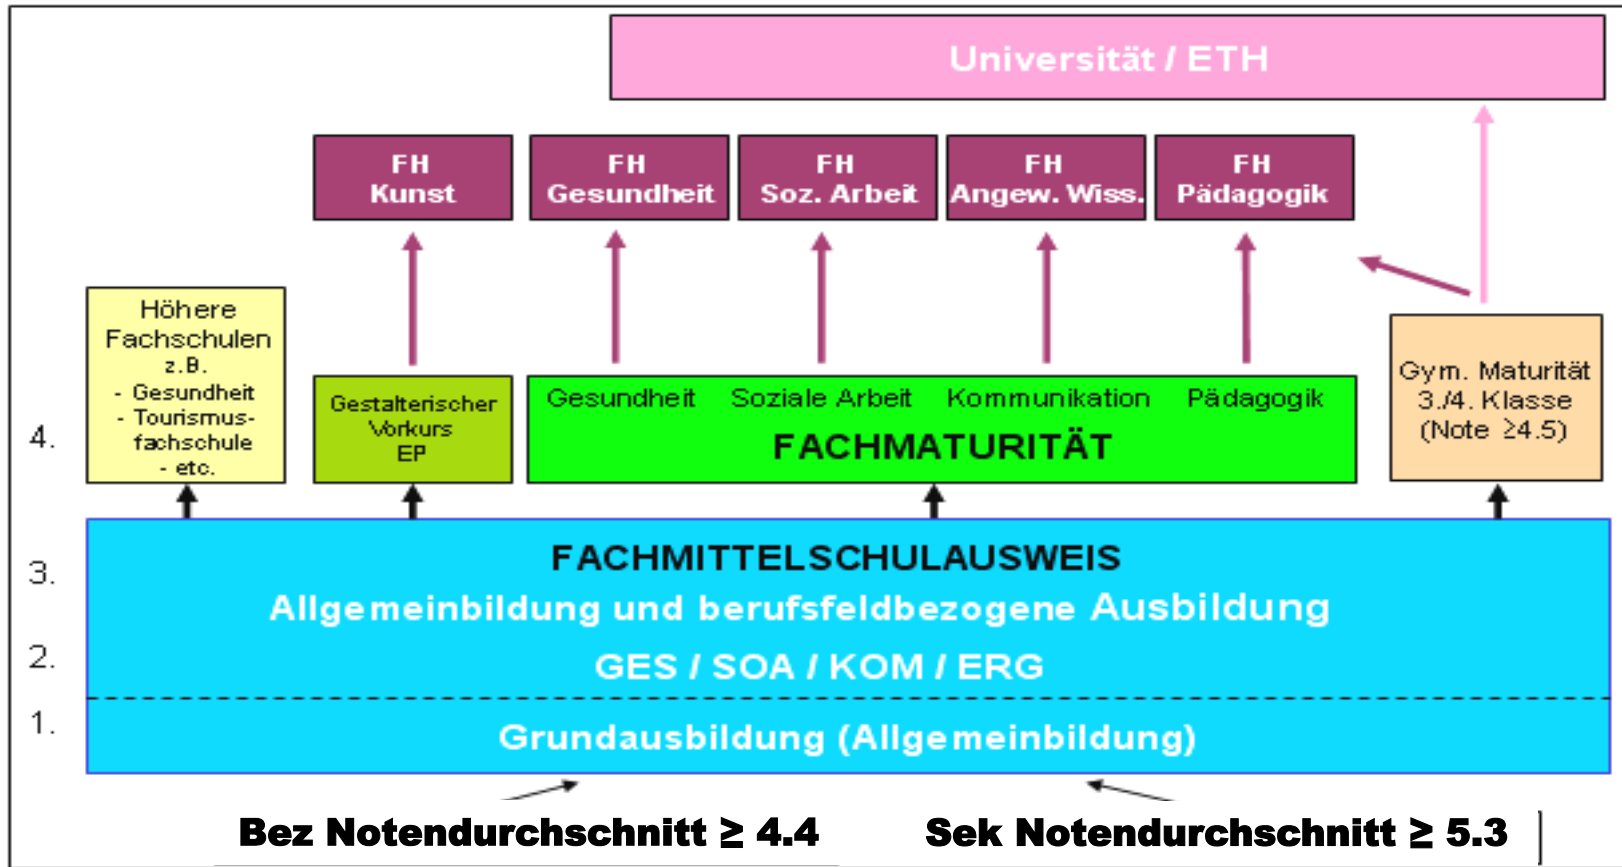 Universität / ETH
FH
Kunst
FH
Gesundheit
FH
Soz. Arbeit
FH
Angew. Wiss.
FH
Pädagogik
Höhere
Fachschulen
z.B.
- Gesundheit
- Tourismus-
fachschule
- etc.
Gestalterischer
Vorkurs
EP
Gesundheit
Soziale Arbeit
Kommunikation
Pädagogik
FACHMATURITÄT
Gym. Maturität
3./4. Klasse
(Note ≥4.5)
4.
FACHMITTELSCHULAUSWEIS
3.
Allgemeinbildung und berufsfeldbezogene Ausbildung
2.
GES / SOA / KOM / ERG
1.
Grundausbildung (Allgemeinbildung)
Bez Notendurchschnitt ≥ 4.4
Sek Notendurchschnitt ≥ 5.3